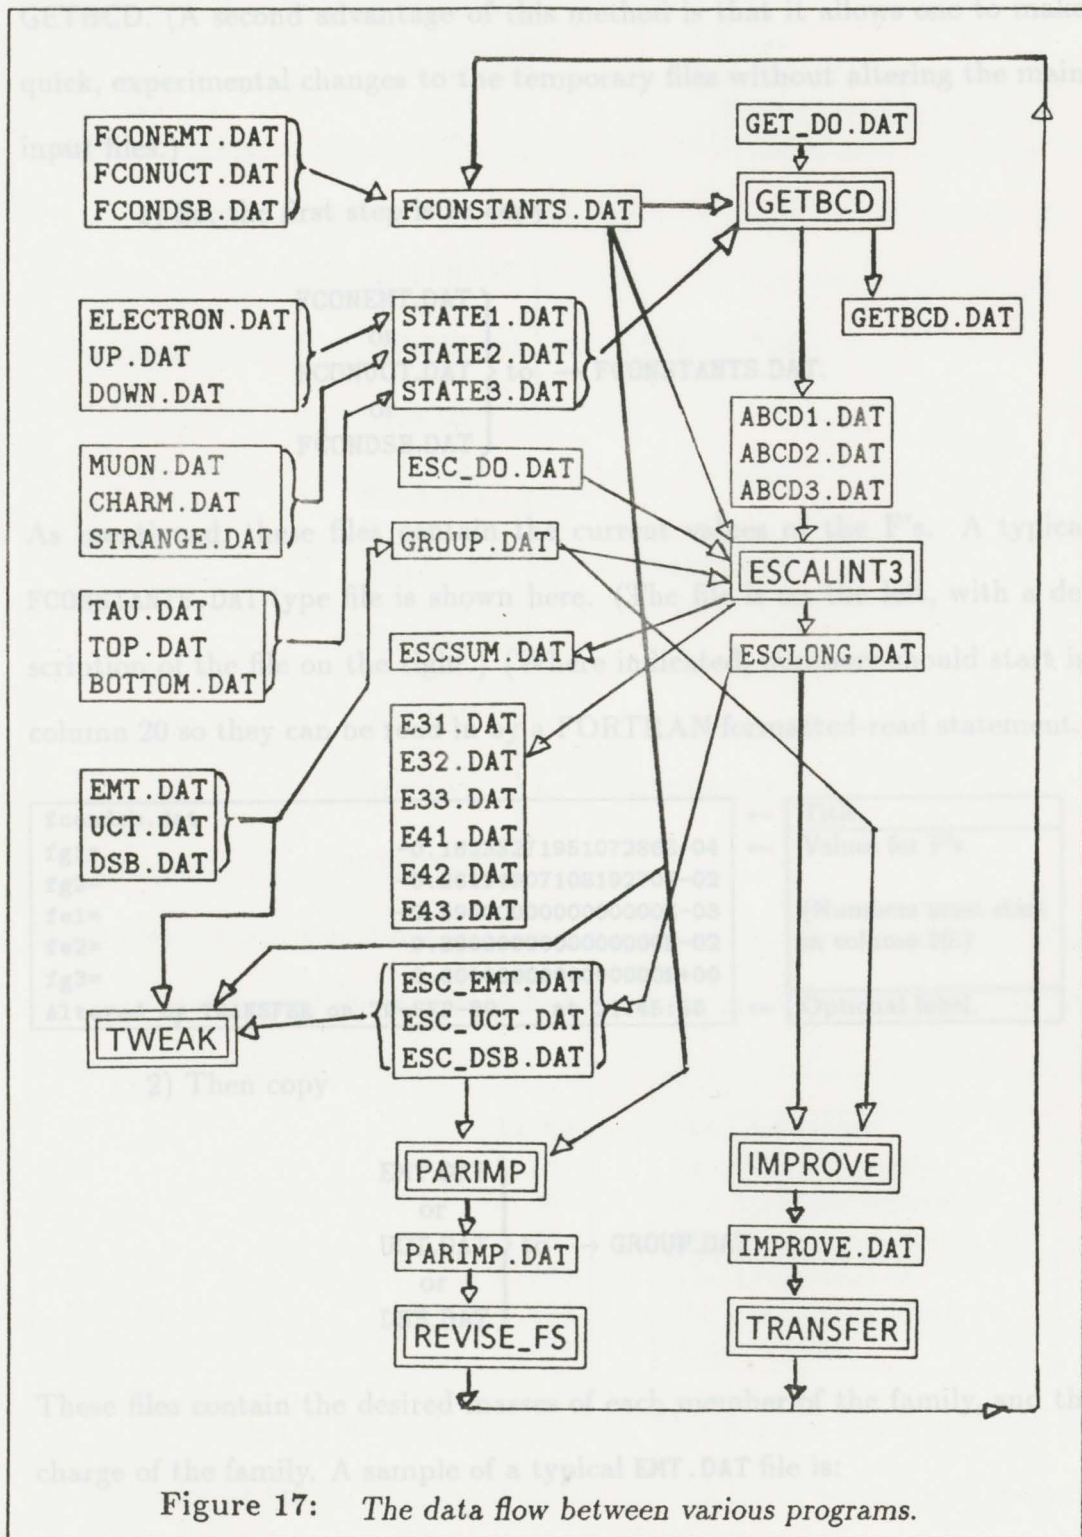 GETBCD. (A second advantage of this method is that it allows one to make
quick, experimental changes to the temporary files without altering the main
input files.)
GET_DO.DAT
FCONEMT.DAT
FCONUCT.DAT
FCONDSB.DAT
FCONSTANTS.DAT
GETBCD
GETBCD.DAT
ELECTRON.DAT
UP.DAT
DOWN.DAT
STATE1.DAT
STATE2.DAT
STATE3.DAT
MUON.DAT
CHARM.DAT
STRANGE.DAT
ESC_DO.DAT
ABCD1.DAT
ABCD2.DAT
ABCD3.DAT
GROUP.DAT
ESCALINT3
TAU.DAT
TOP.DAT
BOTTOM.DAT
ESCSUM.DAT
ESCLONG.DAT
E31.DAT
E32.DAT
E33.DAT
E41.DAT
E42.DAT
E43.DAT
EMT.DAT
UCT.DAT
DSB.DAT
TWEAK
ESC_EMT.DAT
ESC_UCT.DAT
ESC_DSB.DAT
2) Then copy
PARIMP
IMPROVE
PARIMP.DAT
IMPROVE.DAT
REVISE_FS
TRANSFER
These files contain the desired masses of each member of the family, and
charge of the family. A sample of a typical EMT.DAT file is:
Figure 17: The data flow between various programs.